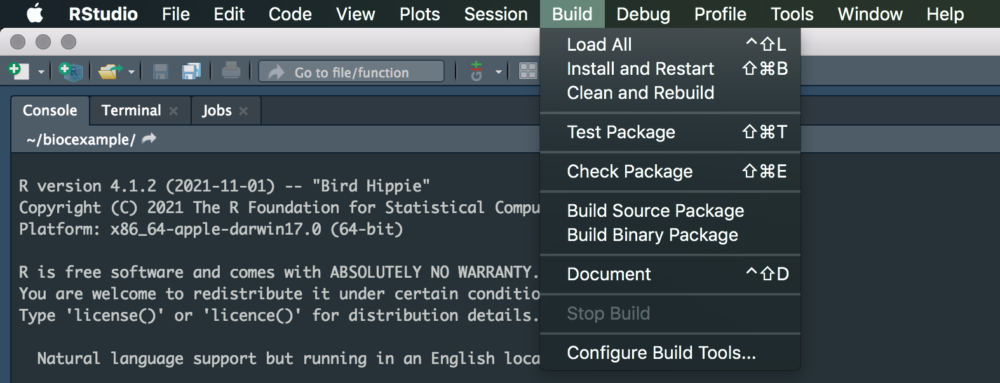 RStudio File Edit Code View Plots Session Build Debug Profile Tools Window Help
Load All ^⇧L
Install and Restart ⇧⌘B
Clean and Rebuild
Test Package ⇧⌘T
Check Package ⇧⌘E
Build Source Package
Build Binary Package
Document ^⇧D
Stop Build
Configure Build Tools...
Go to file/function
Git
Console Terminal Jobs
~/biocexample/
R version 4.1.2 (2021-11-01) -- "Bird Hippie"
Copyright (C) 2021 The R Foundation for Statistical Compu
Platform: x86_64-apple-darwin17.0 (64-bit)
R is free software and comes with ABSOLUTELY NO WARRANTY.
You are welcome to redistribute it under certain conditio
Type 'license()' or 'licence()' for distribution details.
Natural language support but running in an English loca